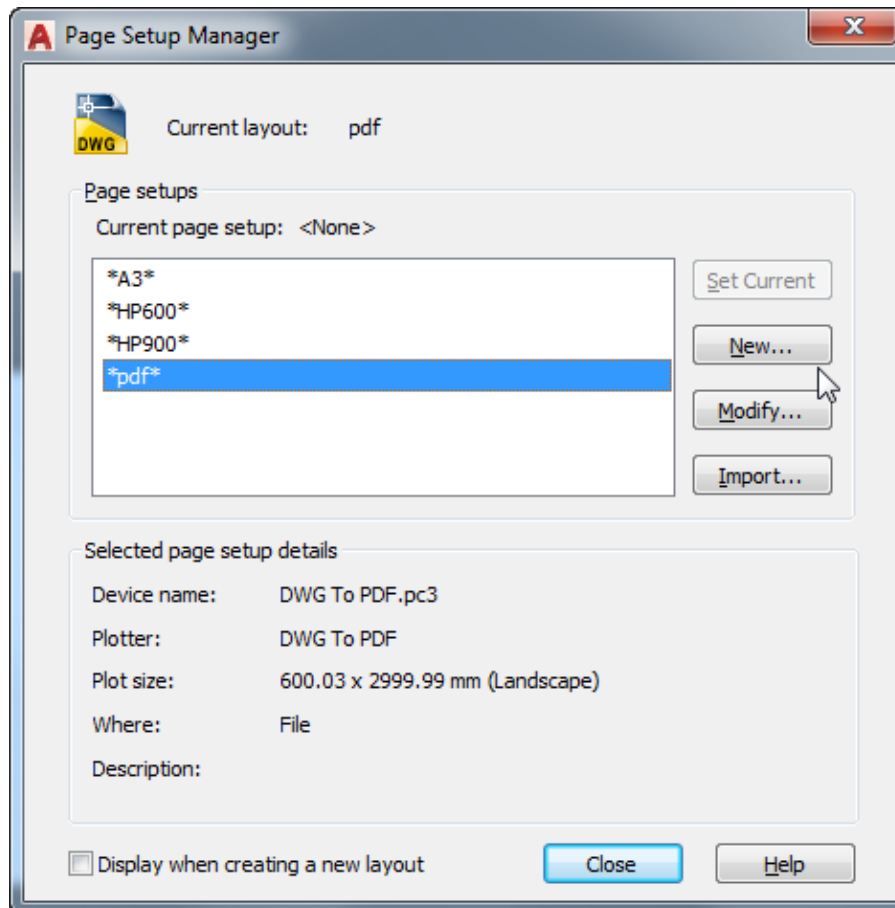 Page Setup Manager
DWG
Current layout: pdf
Page setups
Current page setup: <None>
*A3*
*HP600*
*HP900*
*pdf*
Set Current
New...
Modify...
Import...
Selected page setup details
Device name: DWG To PDF.pc3
Plotter: DWG To PDF
Plot size: 600.03 x 2999.99 mm (Landscape)
Where: File
Description:
Display when creating a new layout
Close
Help